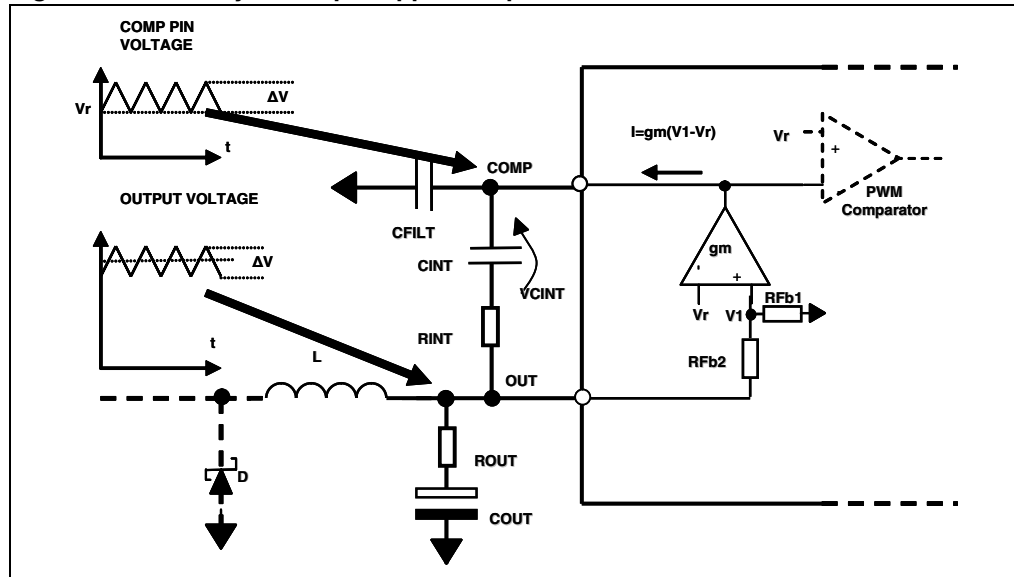 COMP PIN
VOLTAGE
Vr
ΔV
t
OUTPUT VOLTAGE
ΔV
t
L
D
COMP
CFILT
CINT
VCINT
RINT
OUT
ROUT
COUT
I=gm(V1-Vr)
Vr
+
PWM
Comparator
gm
-
+
Vr
V1
RFb1
RFb2